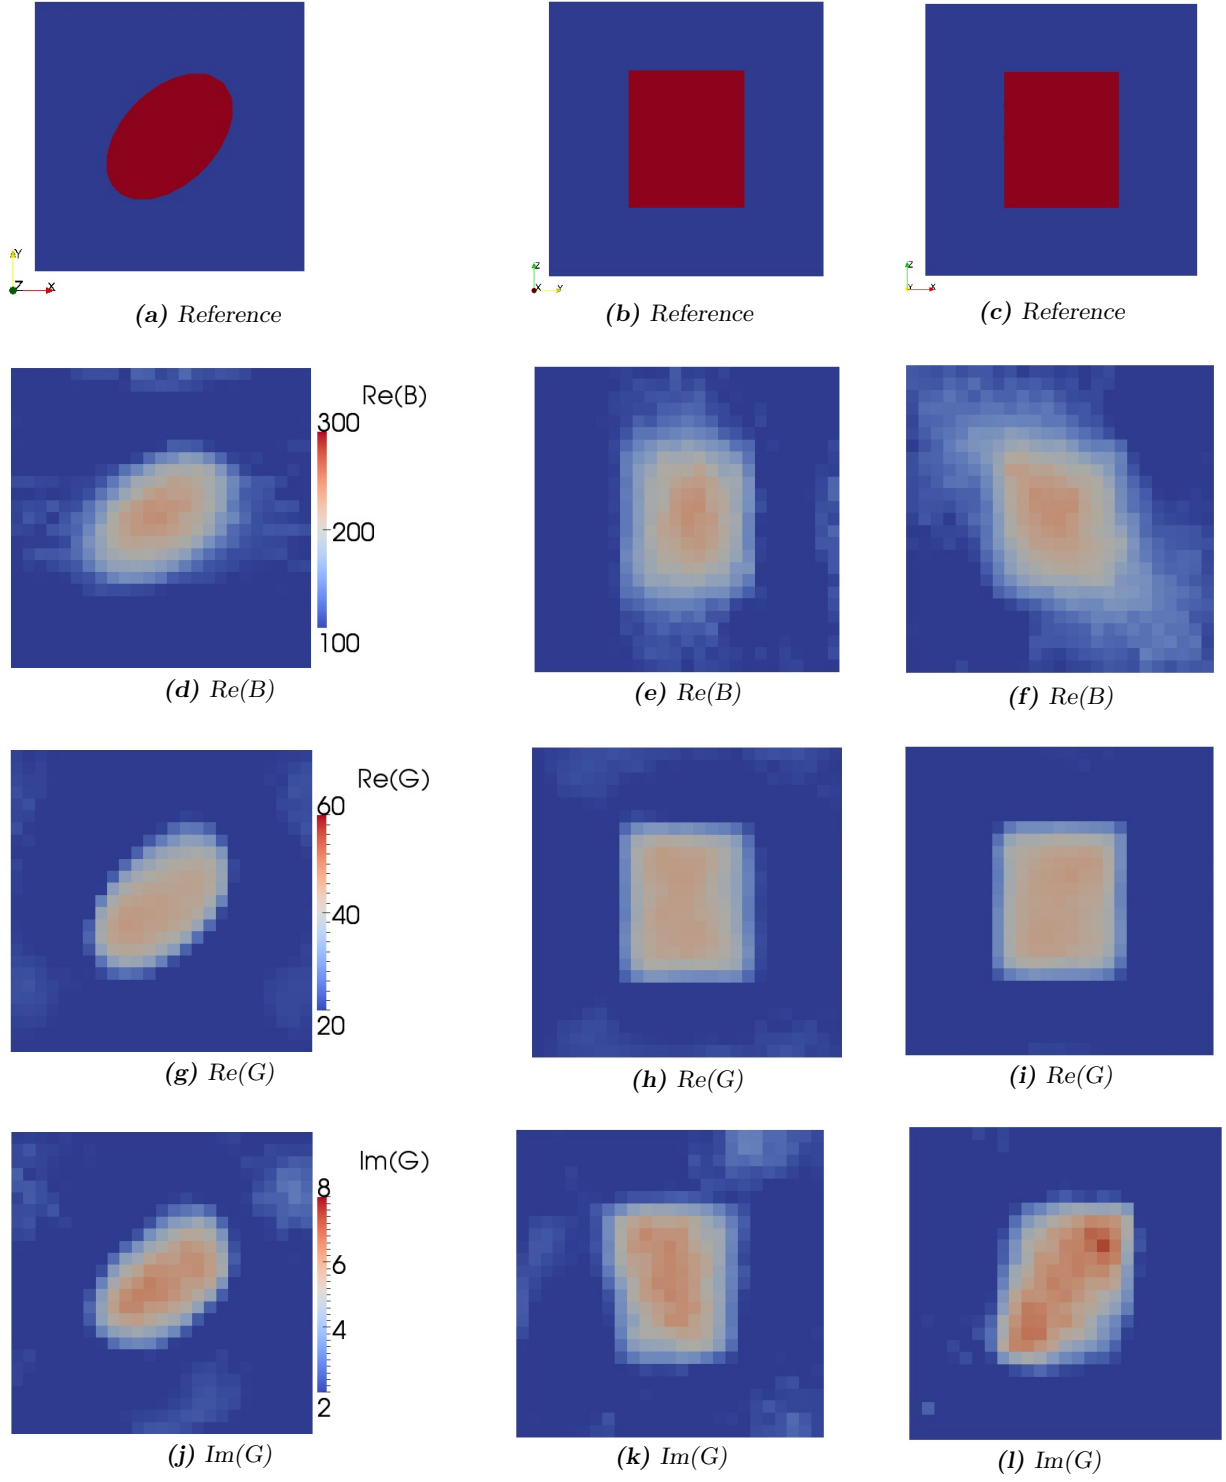 Y
Z
X
Z
X
Y
Z
Y
X
(a) Reference
(b) Reference
(c) Reference
Re(B)
300
200
100
(d) Re(B)
(e) Re(B)
(f) Re(B)
Re(G)
60
40
20
(g) Re(G)
(h) Re(G)
(i) Re(G)
Im(G)
8
6
4
2
(j) Im(G)
(k) Im(G)
(l) Im(G)